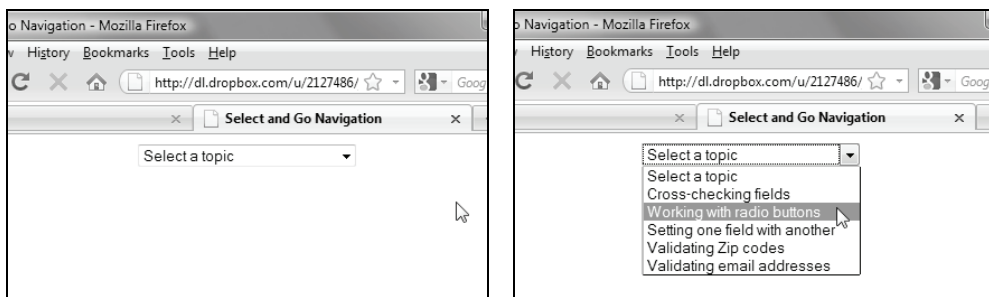 o Navigation - Mozilla Firefox
w History Bookmarks Tools Help
http://dl.dropbox.com/u/2127486/
Goog
Select and Go Navigation
Select a topic
o Navigation - Mozilla Firefox
History Bookmarks Tools Help
http://dl.dropbox.com/u/2127486/
Goog
Select and Go Navigation
Select a topic
Select a topic
Cross-checking fields
Working with radio buttons
Setting one field with another
Validating Zip codes
Validating email addresses